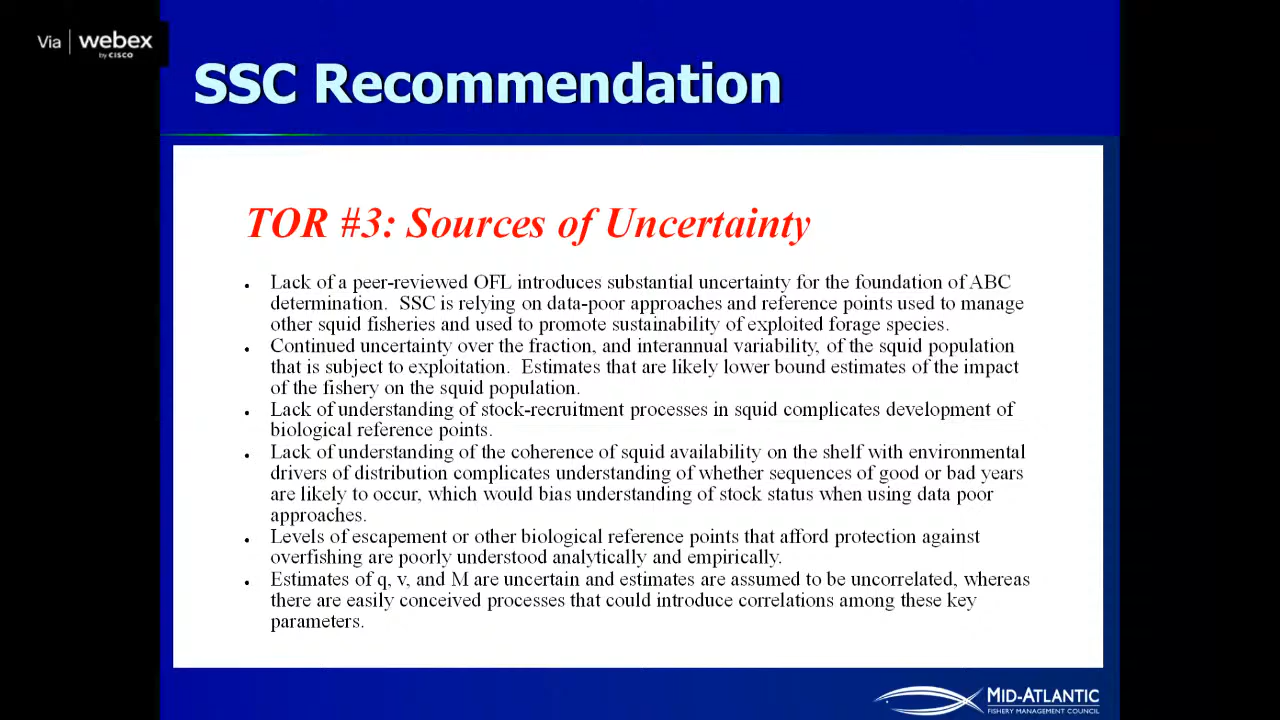 Via | webex
by CISCO
SSC Recommendation
TOR #3: Sources of Uncertainty
• Lack of a peer-reviewed OFL introduces substantial uncertainty for the foundation of ABC
determination. SSC is relying on data-poor approaches and reference points used to manage
other squid fisheries and used to promote sustainability of exploited forage species.
• Continued uncertainty over the fraction, and interannual variability, of the squid population
that is subject to exploitation. Estimates that are likely lower bound estimates of the impact
of the fishery on the squid population.
• Lack of understanding of stock-recruitment processes in squid complicates development of
biological reference points.
• Lack of understanding of the coherence of squid availability on the shelf with environmental
drivers of distribution complicates understanding of whether sequences of good or bad years
are likely to occur, which would bias understanding of stock status when using data poor
approaches.
• Levels of escapement or other biological reference points that afford protection against
overfishing are poorly understood analytically and empirically.
• Estimates of q, v, and M are uncertain and estimates are assumed to be uncorrelated, whereas
there are easily conceived processes that could introduce correlations among these key
parameters.
MID-ATLANTIC
FISHERY MANAGEMENT COUNCIL